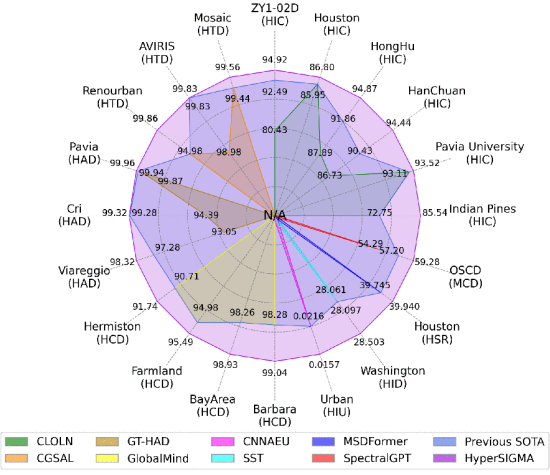 ZY1-02D
(HIC)
Mosaic
(HTD)
Houston
(HIC)
AVIRIS
(HTD)
HongHu
(HIC)
Renourban
(HTD)
HanChuan
(HIC)
Pavia
(HAD)
Pavia University
(HIC)
Cri
(HAD)
Indian Pines
(HIC)
Viareggio
(HAD)
OSCD
(MCD)
Hermiston
(HCD)
Houston
(HSR)
Farmland
(HCD)
Washington
(HID)
BayArea
(HCD)
Urban
(HIU)
Barbara
(HCD)
94.92
99.56
86.80
99.83
94.87
99.86
94.44
99.96
93.52
99.32
85.54
98.32
59.28
91.74
39.940
95.49
28.503
98.93
0.0157
99.04
92.49
99.44
85.95
99.83
91.86
80.43
94.98
98.98
87.89
90.43
99.94
99.87
86.73
93.11
99.28
94.39
N/A
72.75
97.28
93.05
54.29
57.20
90.71
39.745
94.98
28.061
28.097
98.26
98.28
0.0216
CLOLN
GT-HAD
CNNAEU
MSDFormer
Previous SOTA
CGSAL
GlobalMind
SST
SpectralGPT
HyperSIGMA